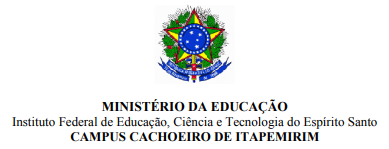 MINISTÉRIO DA EDUCAÇÃO
Instituto Federal de Educação, Ciência e Tecnologia do Espírito Santo
CAMPUS CACHOEIRO DE ITAPEMIRIM